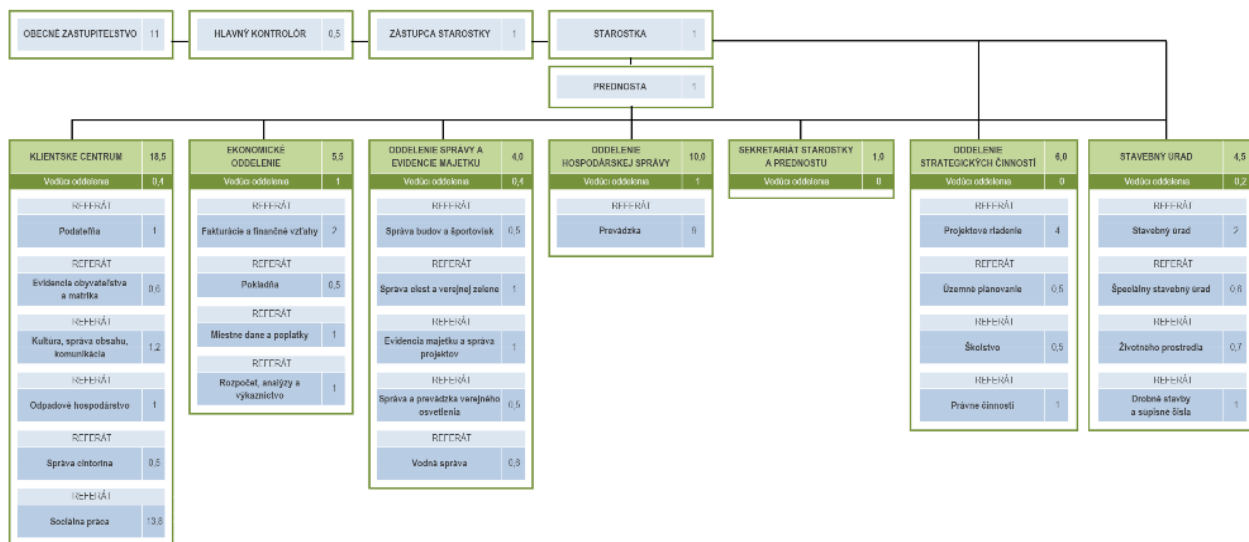 OBECNÉ ZASTUPITEĽSTVO 11
HLAVNÝ KONTROLÓR 0,5
ZÁSTUPCA STAROSTKY 1
STAROSTKA 1
PREDNOSTA 1
KLIENTSKE CENTRUM 18,5
Vedúci oddelenia 0,4
REFERÁT
Podateľňa 1
REFERÁT
Evidencia obyvateľstva
a matrika 0,6
REFERÁT
Kultúra, správa obsahu,
komunikácia 1,2
REFERÁT
Odpadové hospodárstvo 1
REFERÁT
Správa cintorína 0,5
REFERÁT
Sociálna práca 13,8
EKONOMICKÉ
ODDELENIE 5,5
Vedúci oddelenia 1
REFERÁT
Fakturácie a finančné vzťahy 2
REFERÁT
Pokladňa 0,5
REFERÁT
Miestne dane a poplatky 1
REFERÁT
Rozpočet, analýzy a
výkazníctvo 1
ODDELENIE SPRÁVY A
EVIDENCIE MAJETKU 4,0
Vedúci oddelenia 0,4
REFERÁT
Správa budov a športovísk 0,5
REFERÁT
Správa ciest a verejnej zelene 1
REFERÁT
Evidencia majetku a správa
projektov 1
REFERÁT
Správa a prevádzka verejného
osvetlenia 0,5
REFERÁT
Vodná správa 0,6
ODDELENIE
HOSPODÁRSKEJ SPRÁVY 10,0
Vedúci oddelenia 1
REFERÁT
Prevádzka 9
SEKRETARIÁT STAROSTKY
A PREDNOSTU 1,0
Vedúci oddelenia 0
ODDELENIE
STRATEGICKÝCH ČINNOSTÍ 6,0
Vedúci oddelenia 0
REFERÁT
Projektové riadenie 4
REFERÁT
Územné plánovanie 0,5
REFERÁT
Školstvo 0,5
REFERÁT
Právne činnosti 1
STAVEBNÝ ÚRAD 4,5
Vedúci oddelenia 0,2
REFERÁT
Stavebný úrad 2
REFERÁT
Špeciálny stavebný úrad 0,6
REFERÁT
Životného prostredia 0,7
REFERÁT
Drobné stavby
a súpisné čísla 1